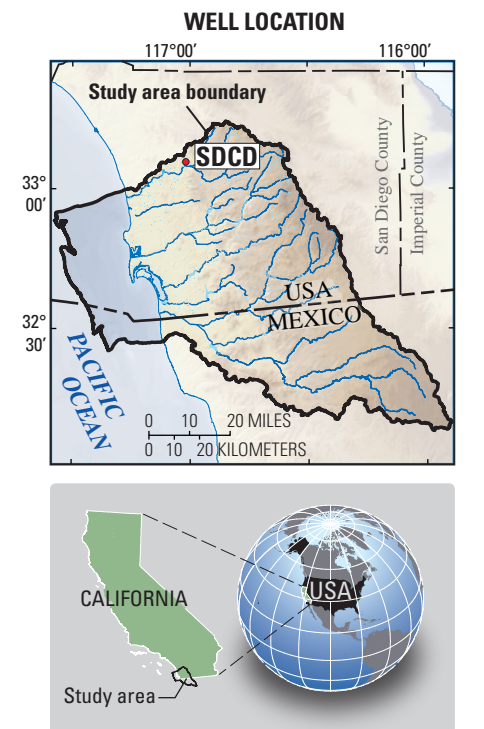 WELL LOCATION
117°00′
116°00′
Study area boundary
SDCD
33°
00′
San Diego County
Imperial County
USA
MEXICO
32°
30′
PACIFIC
OCEAN
0 10 20 MILES
0 10 20 KILOMETERS
CALIFORNIA
USA
Study area